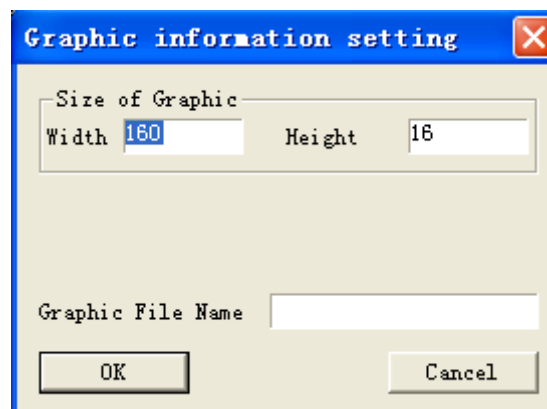 Graphic information setting
Size of Graphic
Width 160 Height 16
Graphic File Name
OK Cancel